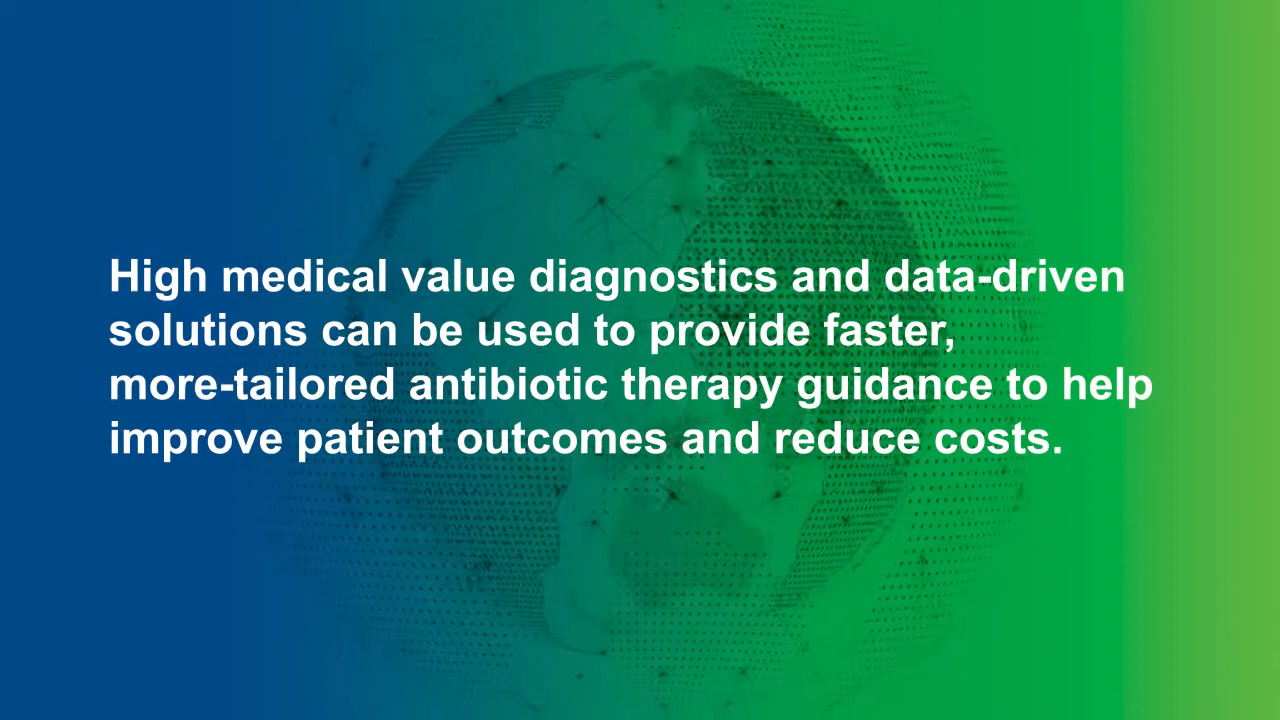 High medical value diagnostics and data-driven
solutions can be used to provide faster,
more-tailored antibiotic therapy guidance to help
improve patient outcomes and reduce costs.